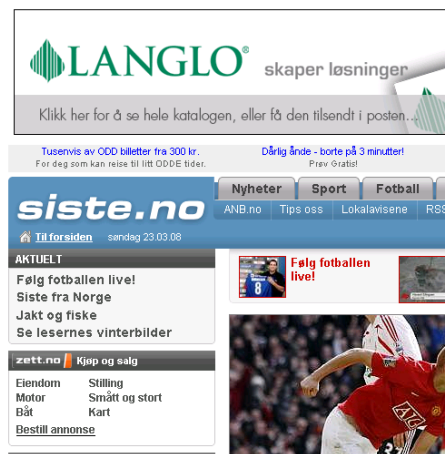 LANGLO®
skaper løsninger
Klikk her for å se hele katalogen, eller få den tilsendt i posten...
Tusenvis av ODD billetter fra 300 kr.
For deg som kan reise til litt ODDE tider.
Dårlig ånde - borte på 3 minutter!
Prøv Gratis!
siste.no
Nyheter
Sport
Fotball
ANB.no
Tips oss
Lokalavisene
RSS
Til forsiden
søndag 23.03.08
AKTUELT
Følg fotballen live!
Siste fra Norge
Jakt og fiske
Se lesernes vinterbilder
Følg fotballen
live!
8
zett.no Kjøp og salg
Eiendom Stilling
Motor Smått og stort
Båt Kart
Bestill annonse
AIG